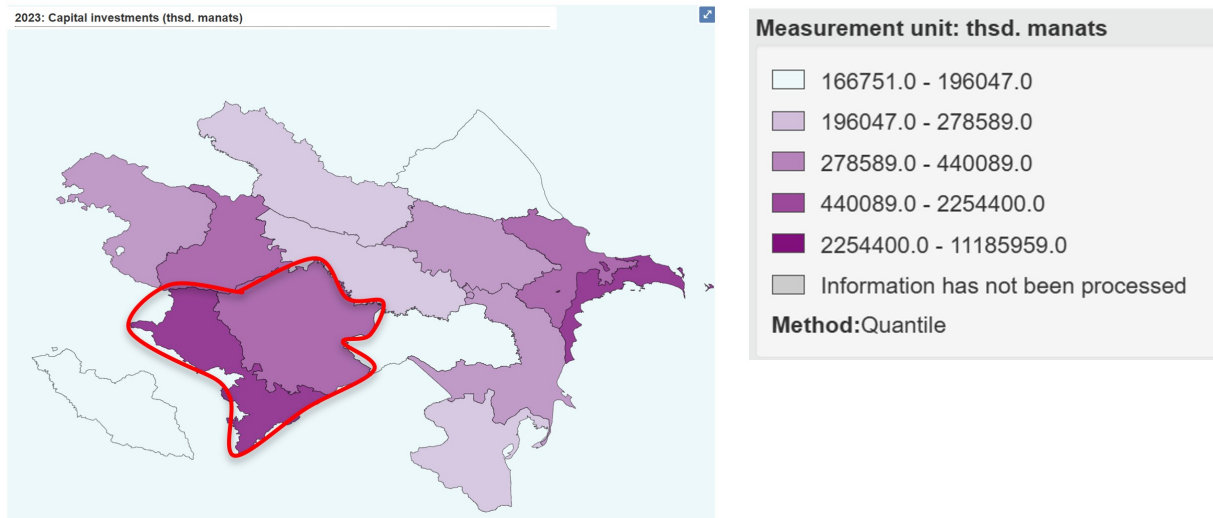 2023: Capital investments (thsd. manats)
Measurement unit: thsd. manats
166751.0 - 196047.0
196047.0 - 278589.0
278589.0 - 440089.0
440089.0 - 2254400.0
2254400.0 - 11185959.0
Information has not been processed
Method:Quantile